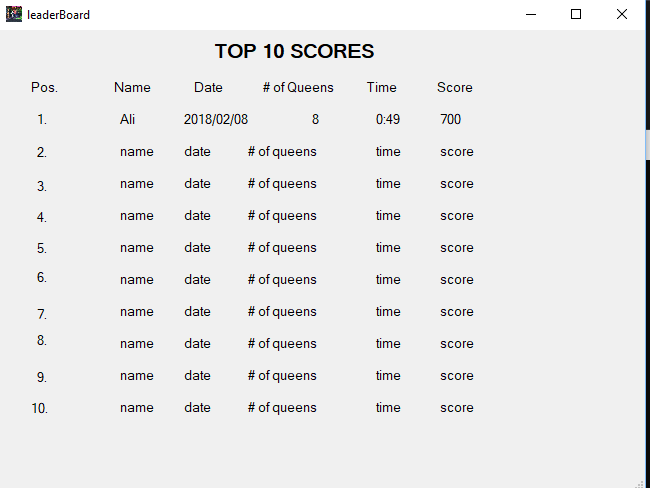 leaderBoard
TOP 10 SCORES
Pos. Name Date # of Queens Time Score
1. Ali 2018/02/08 8 0:49 700
2. name date # of queens time score
3. name date # of queens time score
4. name date # of queens time score
5. name date # of queens time score
6. name date # of queens time score
7. name date # of queens time score
8. name date # of queens time score
9. name date # of queens time score
10. name date # of queens time score